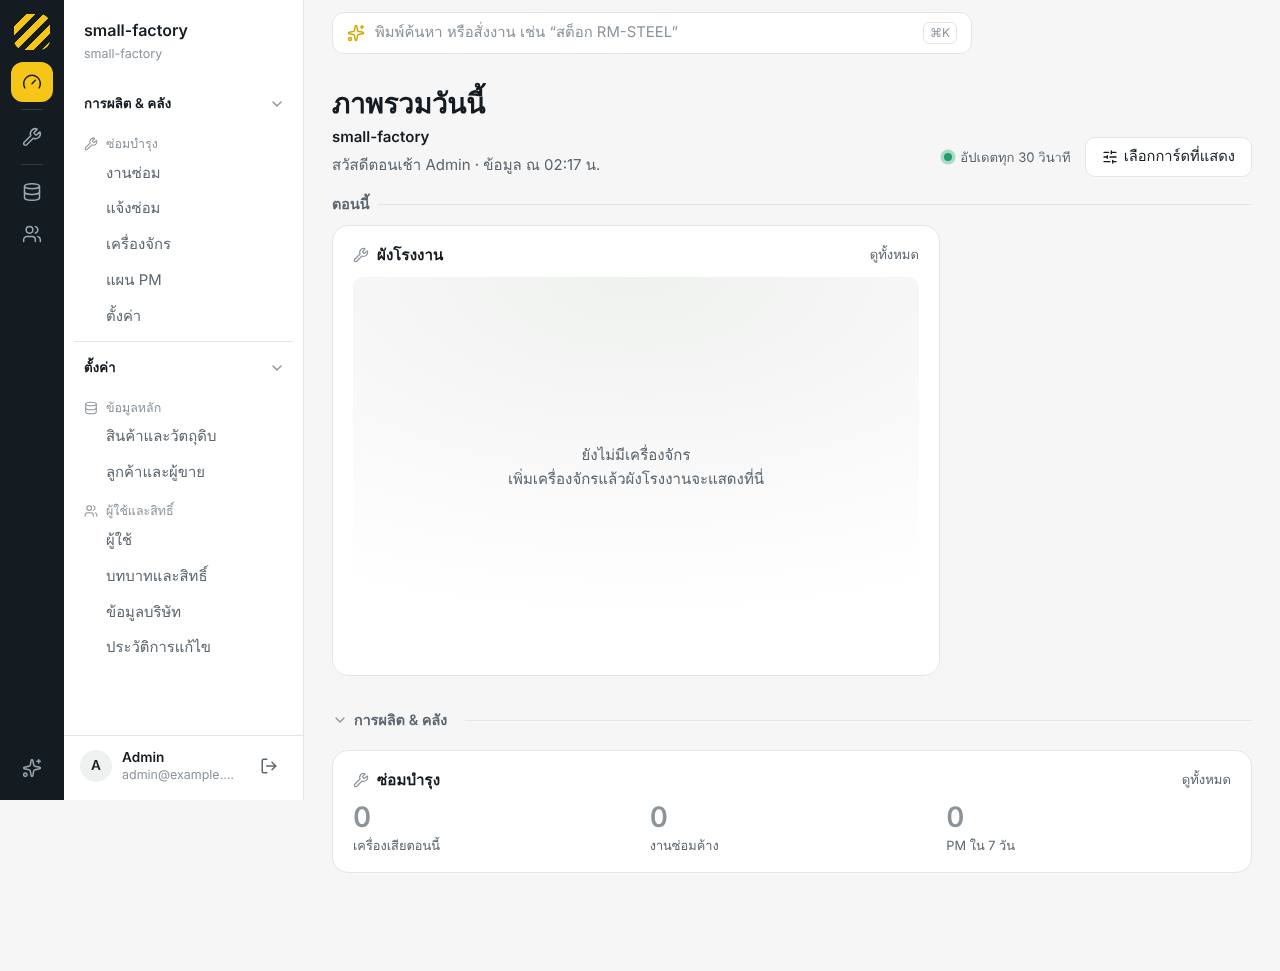 small-factory
small-factory
การผลิต & คลัง
ซ่อมบำรุง
งานซ่อม
แจ้งซ่อม
เครื่องจักร
แผน PM
ตั้งค่า
ตั้งค่า
ข้อมูลหลัก
สินค้าและวัตถุดิบ
ลูกค้าและผู้ขาย
ผู้ใช้และสิทธิ์
ผู้ใช้
บทบาทและสิทธิ์
ข้อมูลบริษัท
ประวัติการแก้ไข
A
Admin
admin@example....
พิมพ์ค้นหา หรือสั่งงาน เช่น “สต็อก RM-STEEL”
⌘K
ภาพรวมวันนี้
small-factory
สวัสดีตอนเช้า Admin · ข้อมูล ณ 02:17 น.
อัปเดตทุก 30 วินาที
เลือกการ์ดที่แสดง
ตอนนี้
ผังโรงงาน
ดูทั้งหมด
ยังไม่มีเครื่องจักร
เพิ่มเครื่องจักรแล้วผังโรงงานจะแสดงที่นี่
การผลิต & คลัง
ซ่อมบำรุง
ดูทั้งหมด
0 0 0
เครื่องเสียตอนนี้ งานซ่อมค้าง PM ใน 7 วัน